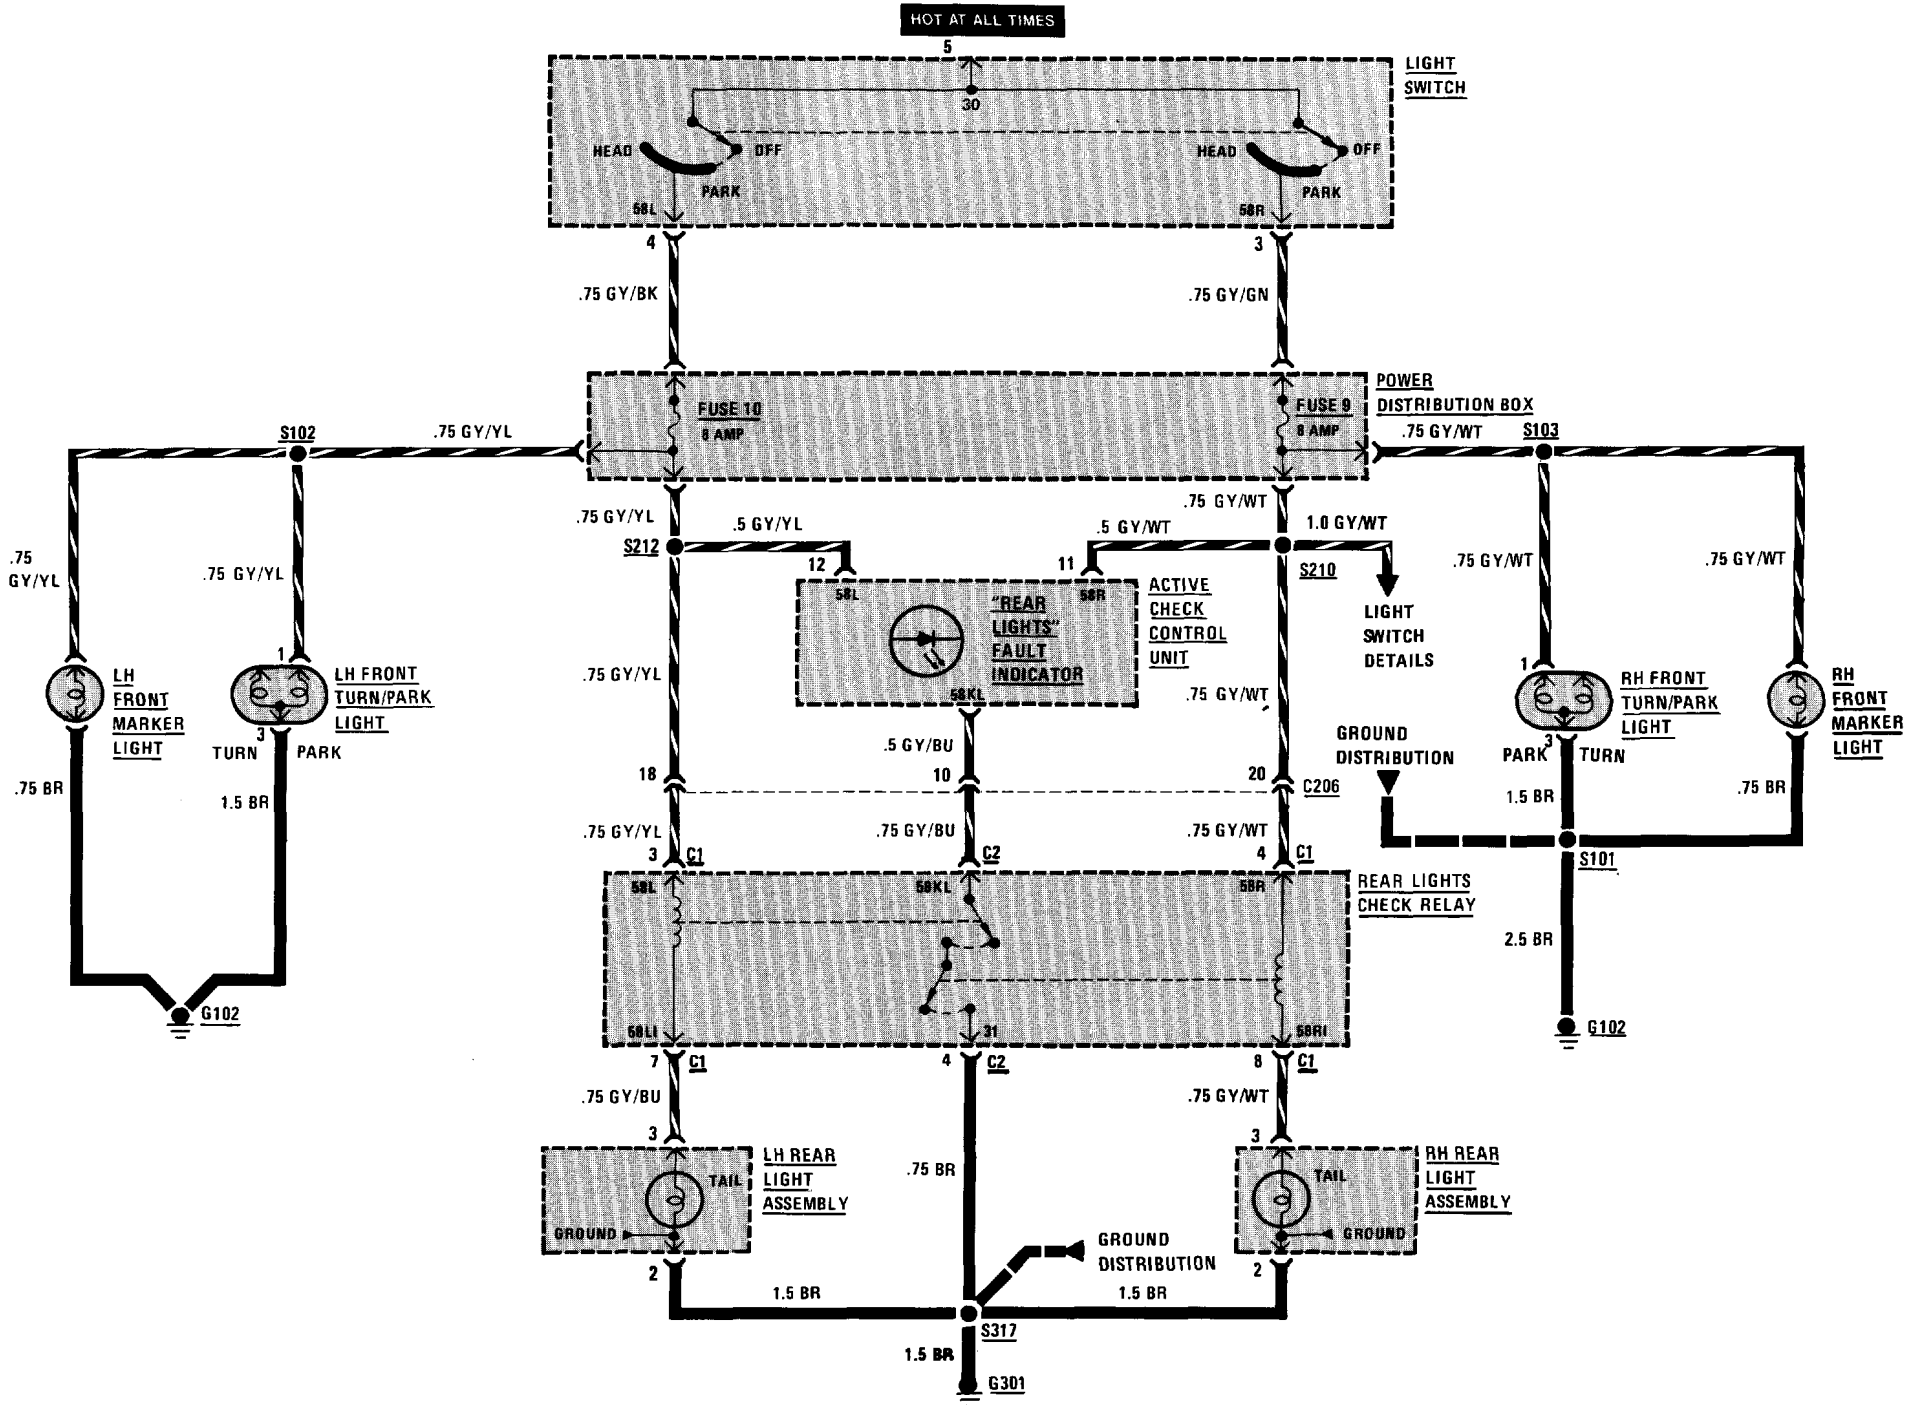 HOT AT ALL TIMES
5
LIGHT
SWITCH
30
HEAD
OFF
PARK
58L
HEAD
OFF
PARK
58R
4
3
.75 GY/BK
.75 GY/GN
FUSE 10
8 AMP
FUSE 9
8 AMP
POWER
DISTRIBUTION BOX
S102
.75 GY/YL
.75 GY/WT
S103
.75 GY/YL
.5 GY/YL
S212
.75 GY/WT
.5 GY/WT
1.0 GY/WT
S210
12
11
.75
GY/YL
.75 GY/YL
.75 GY/WT
.75 GY/WT
58L
"REAR
LIGHTS"
FAULT
INDICATOR
58R
58KL
ACTIVE
CHECK
CONTROL
UNIT
LIGHT
SWITCH
DETAILS
1
LH
FRONT
MARKER
LIGHT
LH FRONT
TURN/PARK
LIGHT
3
TURN
PARK
.75 GY/YL
.75 GY/WT
1
RH FRONT
TURN/PARK
LIGHT
RH
FRONT
MARKER
LIGHT
3
PARK
TURN
GROUND
DISTRIBUTION
.75 BR
1.5 BR
.5 GY/BU
18
10
20
C206
1.5 BR
.75 BR
.75 GY/YL
.75 GY/BU
.75 GY/WT
3
C1
C2
4
C1
S101
58L
58KL
58R
REAR LIGHTS
CHECK RELAY
2.5 BR
G102
G102
58LI
31
58RI
7
C1
4
C2
8
C1
.75 GY/BU
.75 GY/WT
3
3
LH REAR
LIGHT
ASSEMBLY
TAIL
GROUND
.75 BR
TAIL
GROUND
RH REAR
LIGHT
ASSEMBLY
GROUND
DISTRIBUTION
2
2
1.5 BR
1.5 BR
S317
1.5 BR
G301